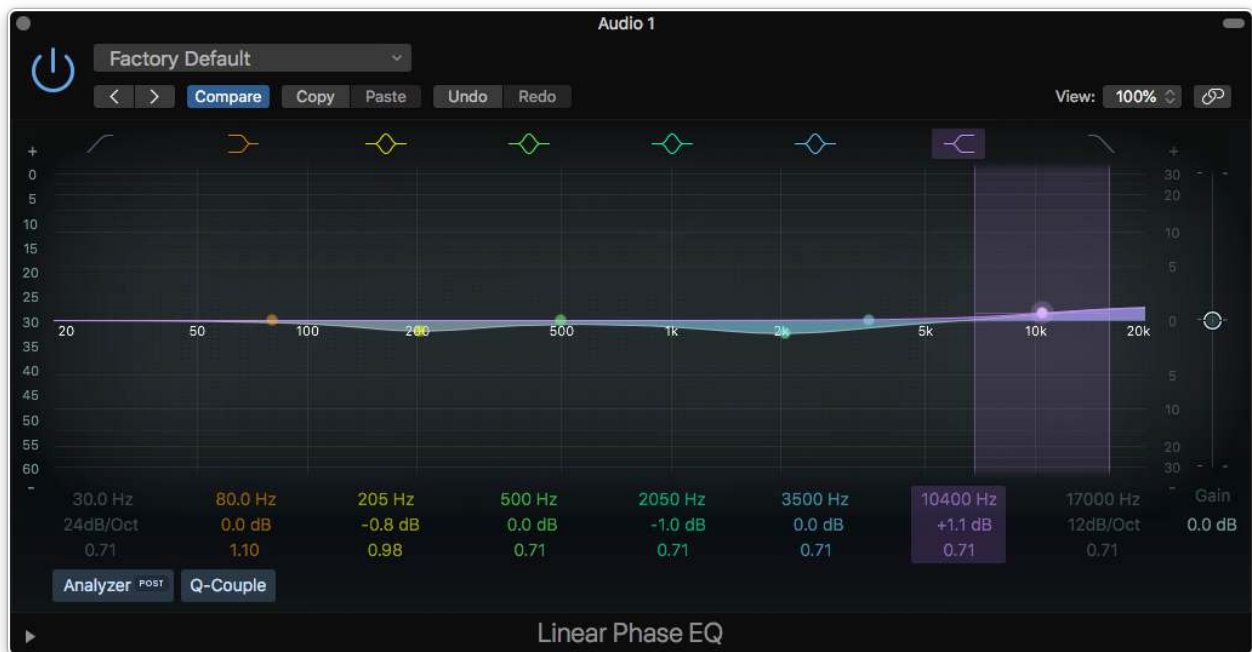 Audio 1
Factory Default
Compare Copy Paste Undo Redo View: 100%
+ +
0 30
5 20
10 10
15
20 5
25
30 20 50 100 200 500 1k 2k 5k 10k 20k 0
35
40 5
45
50 10
55 20
60 30
- -
30.0 Hz 80.0 Hz 205 Hz 500 Hz 2050 Hz 3500 Hz 10400 Hz 17000 Hz Gain
24dB/Oct 0.0 dB -0.8 dB 0.0 dB -1.0 dB 0.0 dB +1.1 dB 12dB/Oct 0.0 dB
0.71 1.10 0.98 0.71 0.71 0.71 0.71 0.71
Analyzer POST Q-Couple
Linear Phase EQ